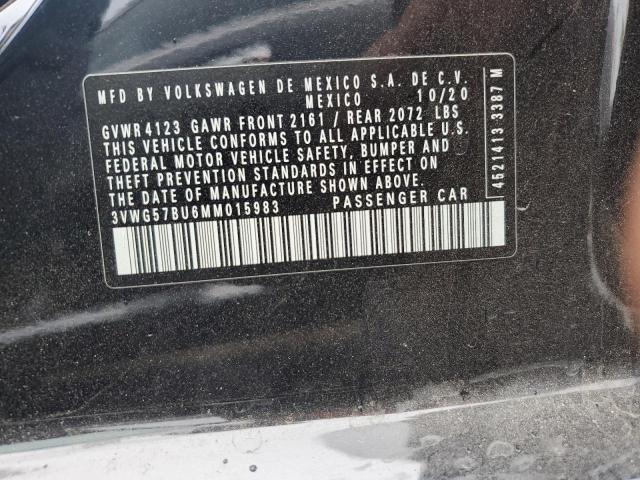 MFD BY VOLKSWAGEN DE MEXICO S.A. DE C.V.
MEXICO 10/20
GVWR 4123 GAWR FRONT 2161 / REAR 2072 LBS
THIS VEHICLE CONFORMS TO ALL APPLICABLE U.S.
FEDERAL MOTOR VEHICLE SAFETY, BUMPER AND
THEFT PREVENTION STANDARDS IN EFFECT ON
THE DATE OF MANUFACTURE SHOWN ABOVE.
3VWG57BU6MM015983 PASSENGER CAR
4521413 3387 M